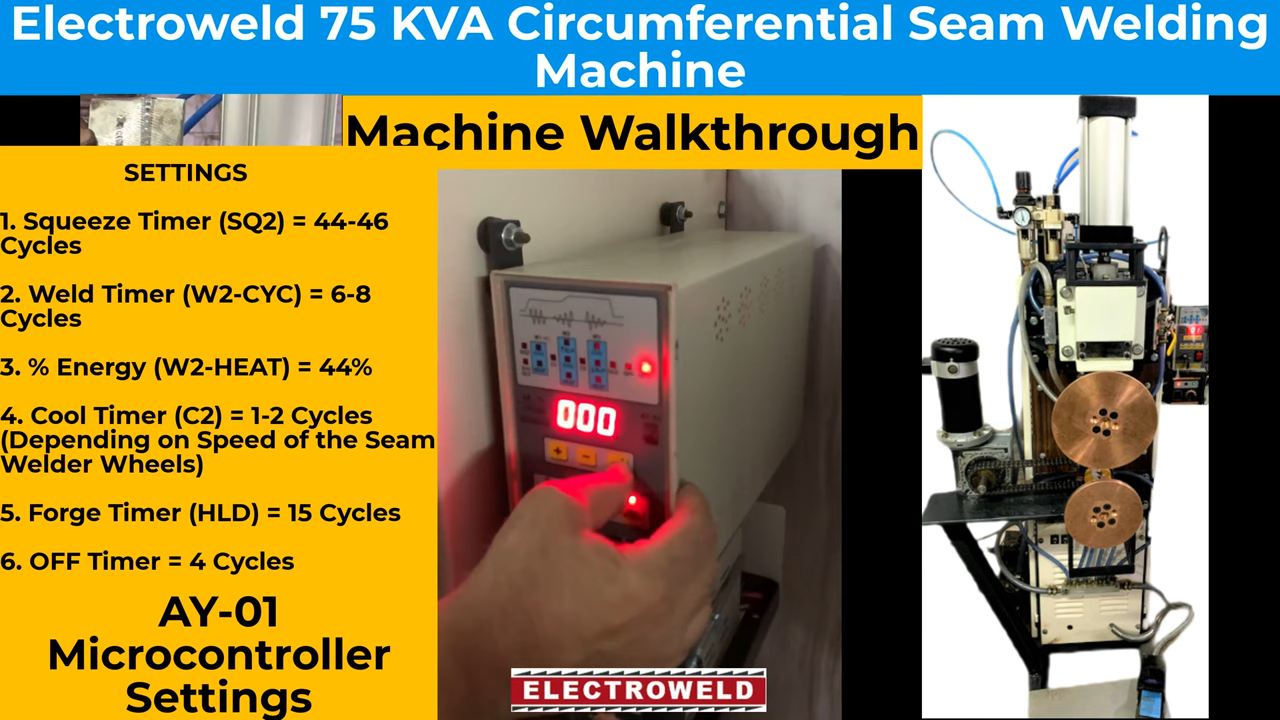 Electroweld 75 KVA Circumferential Seam Welding
Machine
Machine Walkthrough
SETTINGS
1. Squeeze Timer (SQ2) = 44-46
Cycles
2. Weld Timer (W2-CYC) = 6-8
Cycles
3. % Energy (W2-HEAT) = 44%
4. Cool Timer (C2) = 1-2 Cycles
(Depending on Speed of the Seam
Welder Wheels)
5. Forge Timer (HLD) = 15 Cycles
6. OFF Timer = 4 Cycles
AY-01
Microcontroller
Settings
000
+ -
ELECTROWELD